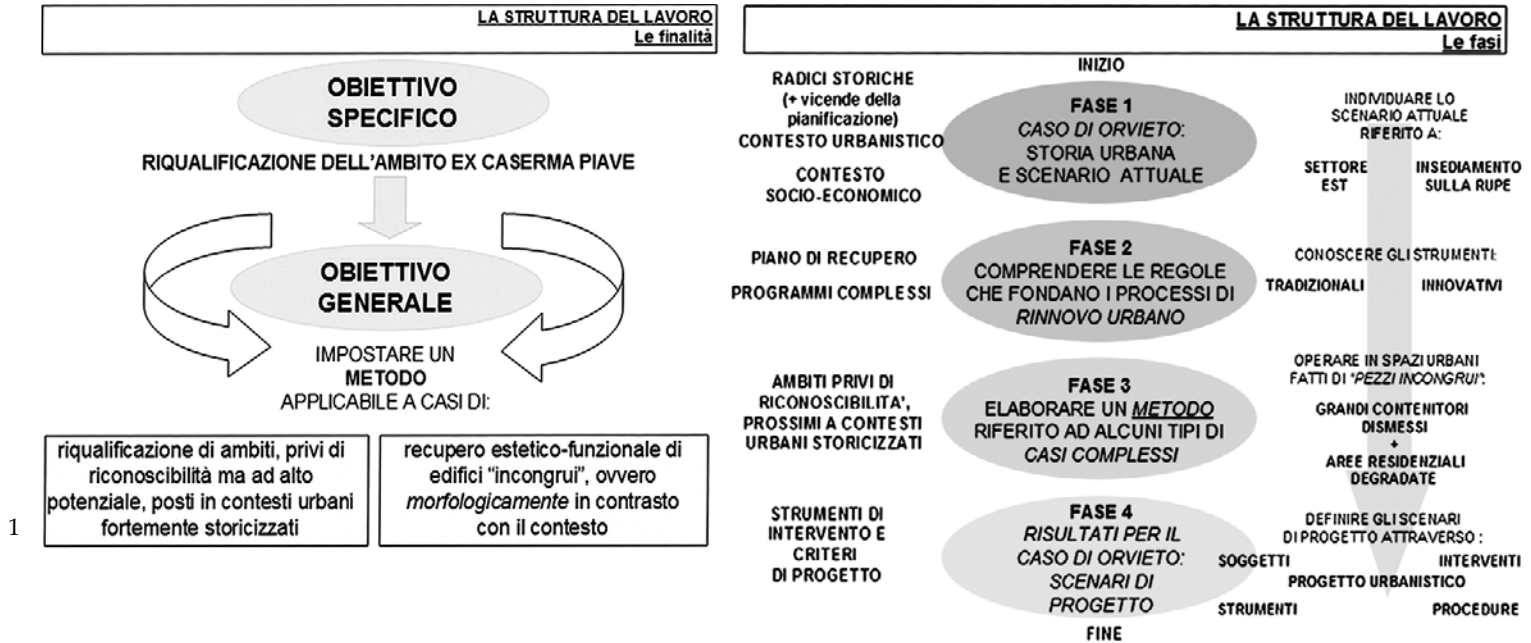 LA STRUTTURA DEL LAVORO
Le finalità
OBIETTIVO
SPECIFICO
RIQUALIFICAZIONE DELL'AMBITO EX CASERMA PIAVE
OBIETTIVO
GENERALE
IMPOSTARE UN
METODO
APPLICABILE A CASI DI:
riqualificazione di ambiti, privi di
riconoscibilità ma ad alto
potenziale, posti in contesti urbani
fortemente storicizzati
recupero estetico-funzionale di
edifici "incongrui", ovvero
morfologicamente in contrasto
con il contesto
1
LA STRUTTURA DEL LAVORO
Le fasi
INIZIO
RADICI STORICHE
(+ vicende della
pianificazione)
CONTESTO URBANISTICO
CONTESTO
SOCIO-ECONOMICO
FASE 1
CASO DI ORVIETO:
STORIA URBANA
E SCENARIO ATTUALE
INDIVIDUARE LO
SCENARIO ATTUALE
RIFERITO A:
SETTORE
EST
INSEDIAMENTO
SULLA RUPE
PIANO DI RECUPERO
PROGRAMMI COMPLESSI
FASE 2
COMPRENDERE LE REGOLE
CHE FONDANO I PROCESSI DI
RINNOVO URBANO
CONOSCERE GLI STRUMENTI:
TRADIZIONALI
INNOVATIVI
AMBITI PRIVI DI
RICONOSCIBILITA',
PROSSIMI A CONTESTI
URBANI STORICIZZATI
FASE 3
ELABORARE UN METODO
RIFERITO AD ALCUNI TIPI DI
CASI COMPLESSI
OPERARE IN SPAZI URBANI
FATTI DI "PEZZI INCONGRUI":
GRANDI CONTENITORI
DISMESSI
+
AREE RESIDENZIALI
DEGRADATE
STRUMENTI DI
INTERVENTO E
CRITERI
DI PROGETTO
FASE 4
RISULTATI PER IL
CASO DI ORVIETO:
SCENARI DI
PROGETTO
DEFINIRE GLI SCENARI
DI PROGETTO ATTRAVERSO :
SOGGETTI
INTERVENTI
PROGETTO URBANISTICO
STRUMENTI
PROCEDURE
FINE